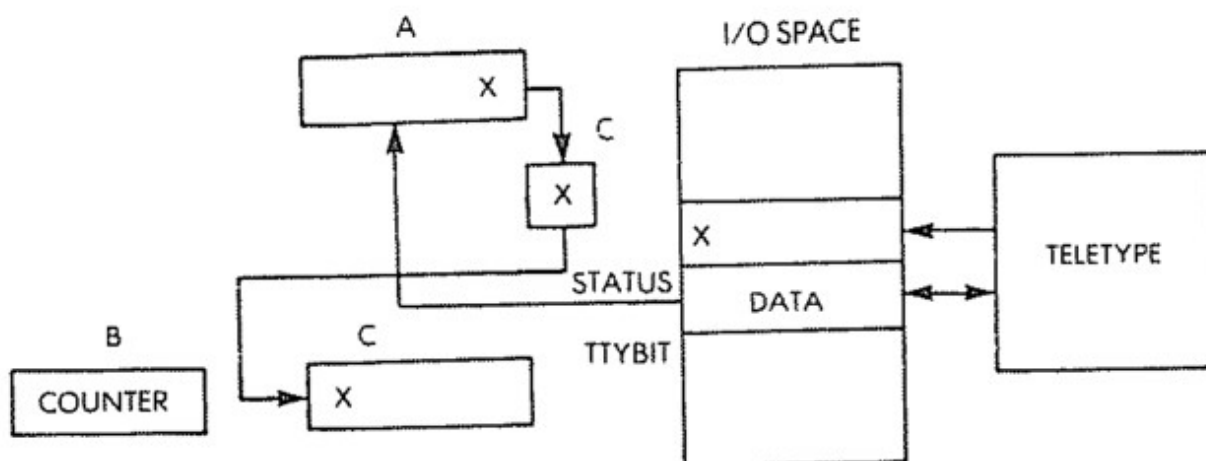 A
I/O SPACE
X
C
X
X
TELETYPE
STATUS
DATA
B
C
TTYBIT
COUNTER
X